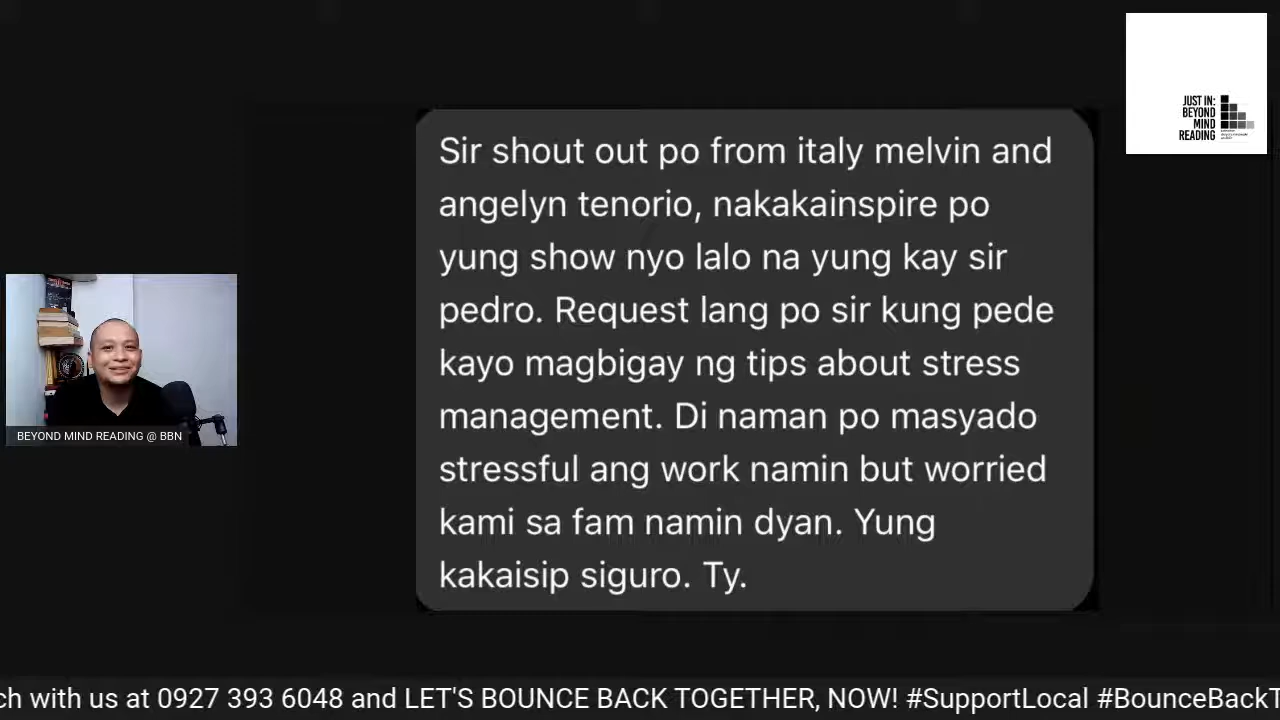 JUST IN:
BEYOND
MIND
READING
Sir shout out po from italy melvin and
angelyn tenorio, nakakainspire po
yung show nyo lalo na yung kay sir
pedro. Request lang po sir kung pede
kayo magbigay ng tips about stress
management. Di naman po masyado
stressful ang work namin but worried
kami sa fam namin dyan. Yung
kakaisip siguro. Ty.
BEYOND MIND READING @ BBN
ch with us at 0927 393 6048 and LET'S BOUNCE BACK TOGETHER, NOW! #SupportLocal #BounceBackT